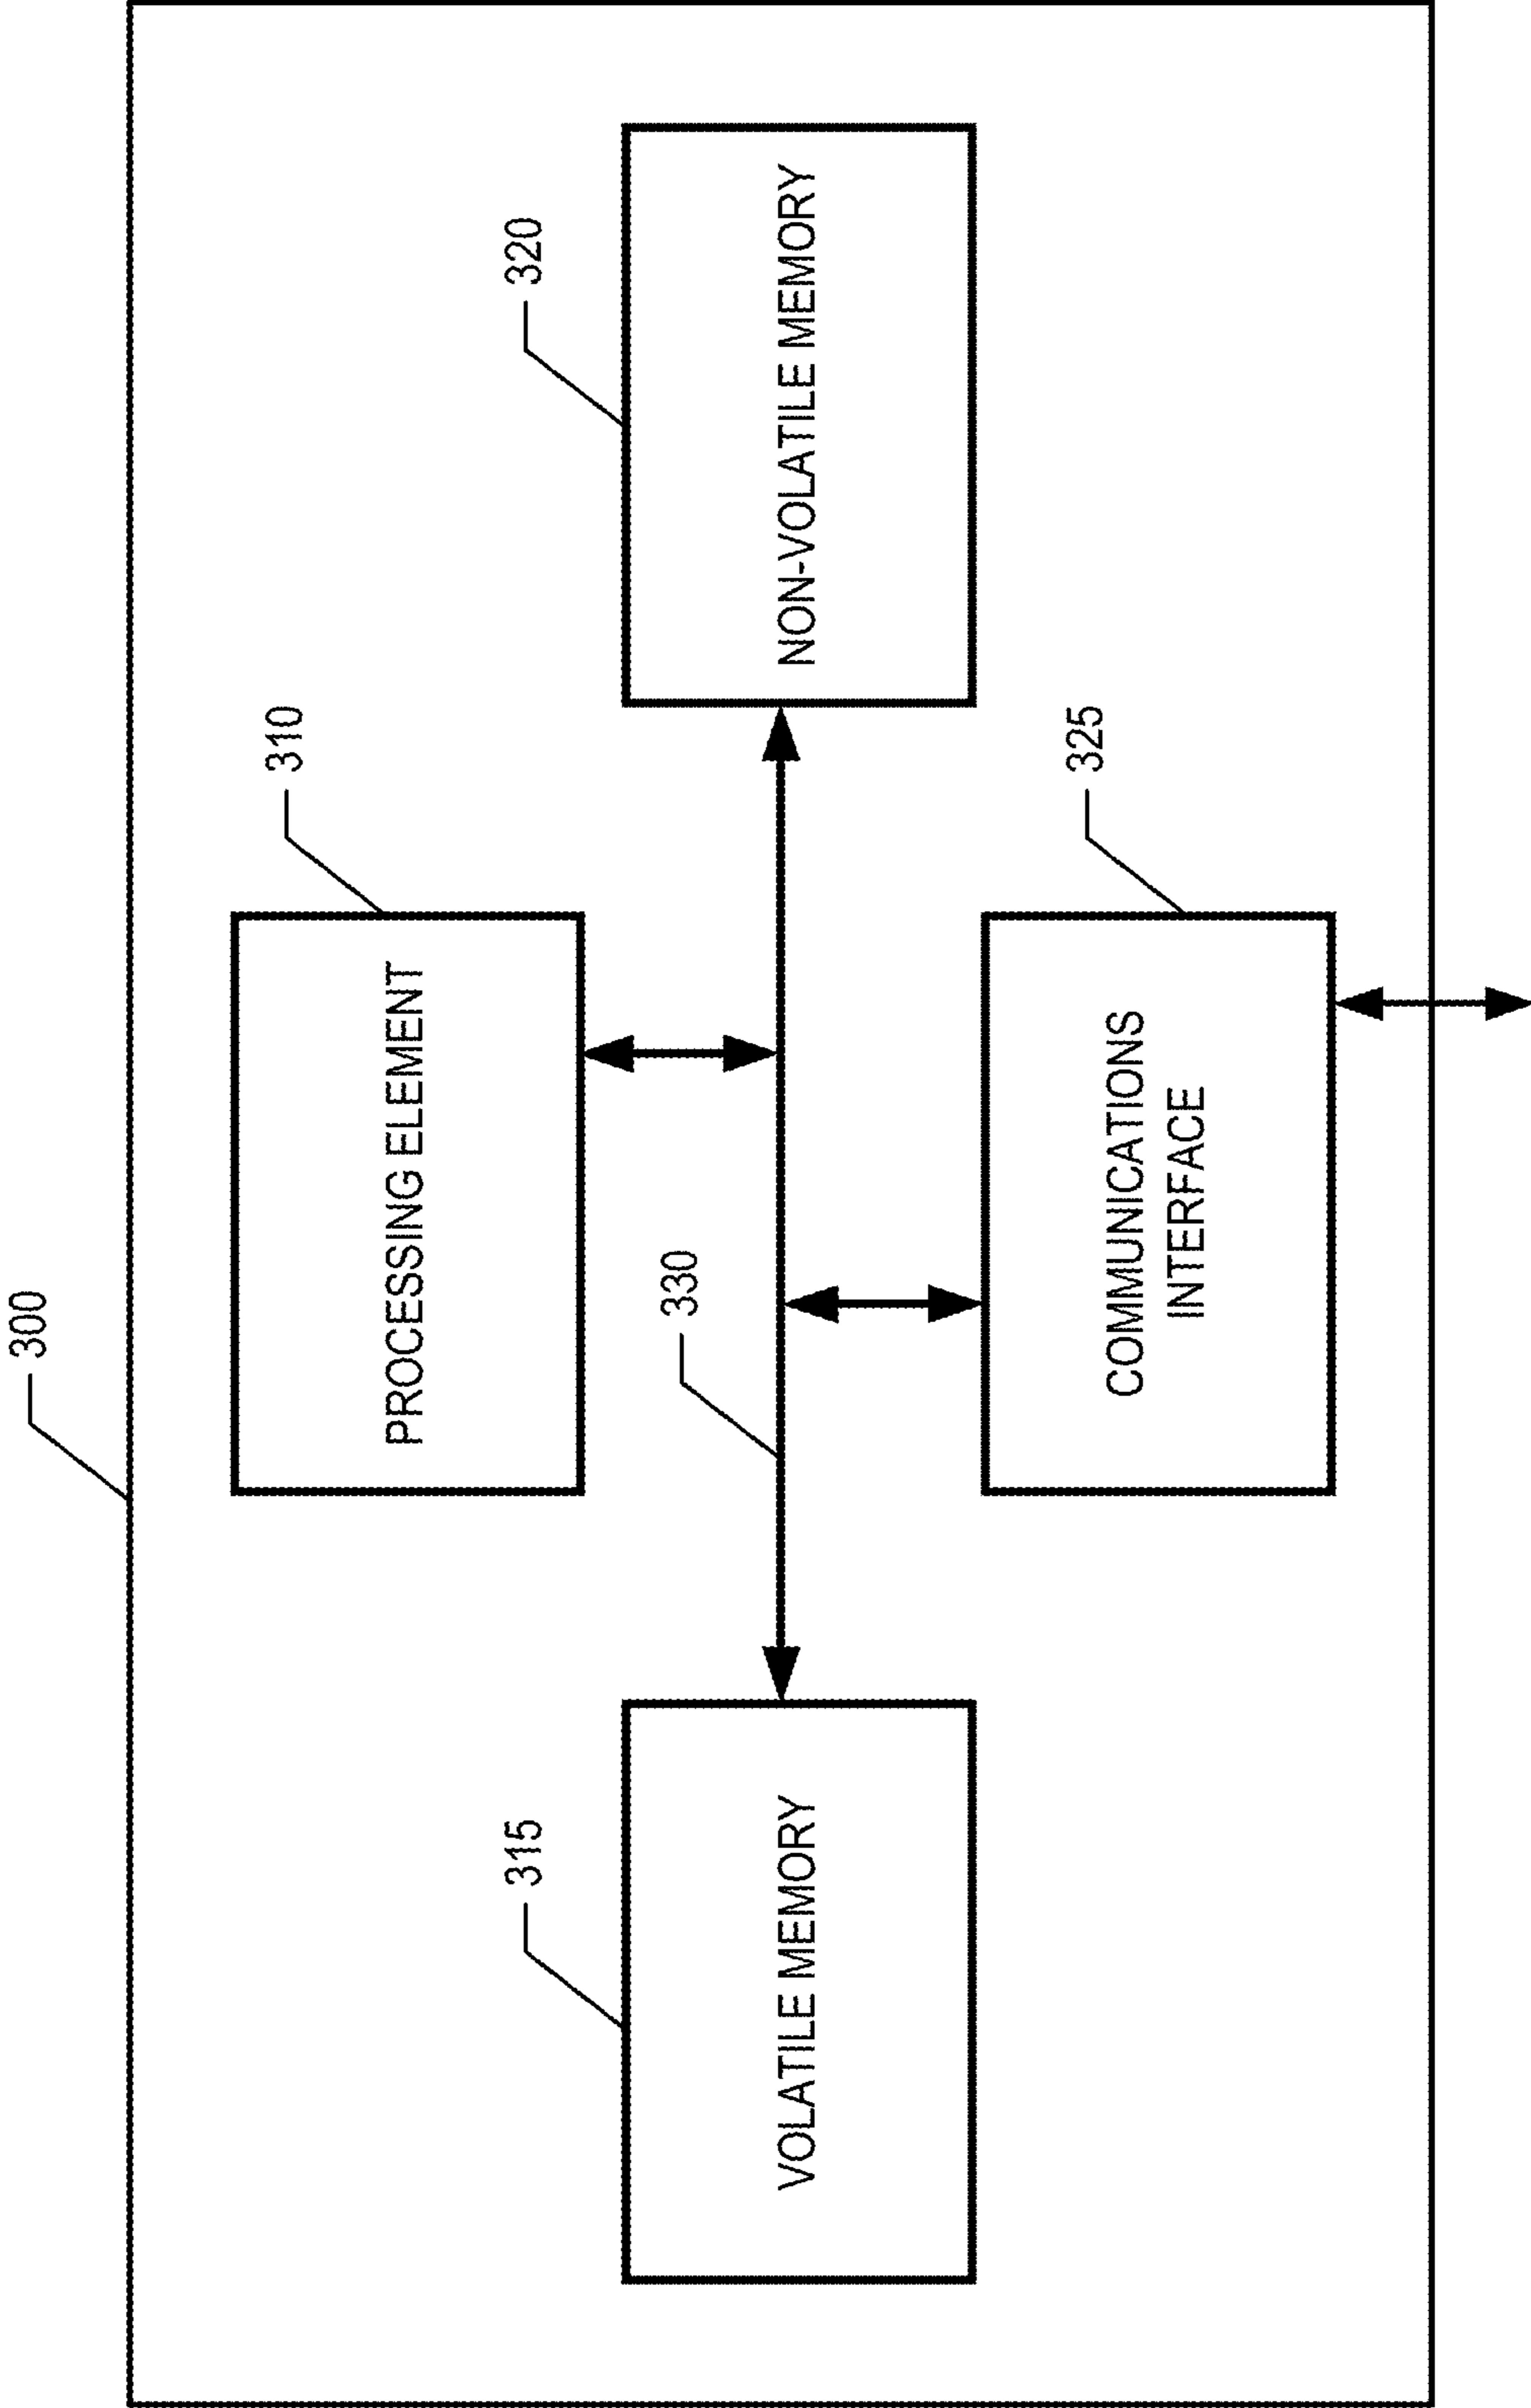 300
310
PROCESSING ELEMENT
315
320
330
VOLATILE MEMORY
NON-VOLATILE MEMORY
325
COMMUNICATIONS
INTERFACE